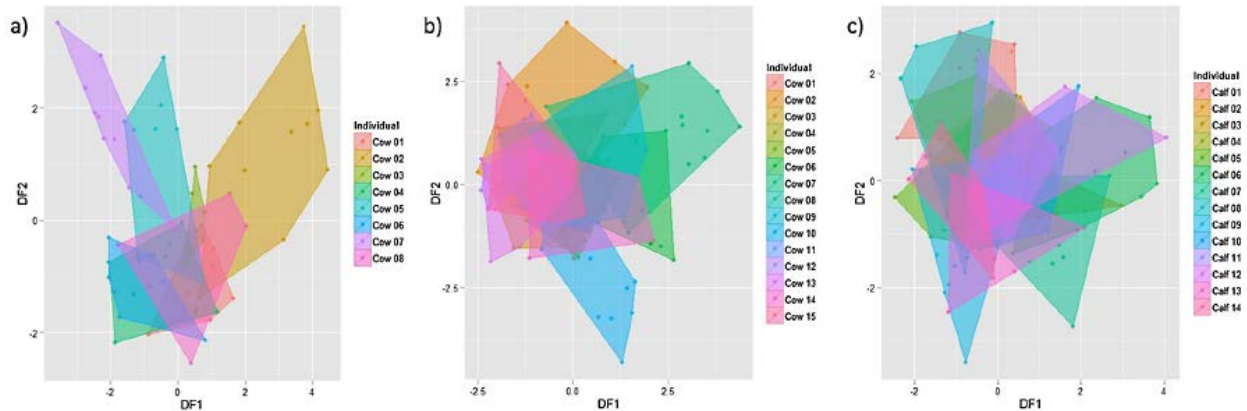 a)
2
0
-2
DF2
-2
0
2
4
DF1
Individual
Cow 01
Cow 02
Cow 03
Cow 04
Cow 05
Cow 06
Cow 07
Cow 08
b)
2.5
0.0
-2.5
DF2
-2.5
0.0
2.5
DF1
Individual
Cow 01
Cow 02
Cow 03
Cow 04
Cow 05
Cow 06
Cow 07
Cow 08
Cow 09
Cow 10
Cow 11
Cow 12
Cow 13
Cow 14
Cow 15
c)
2
0
-2
DF2
-2
0
2
4
DF1
Individual
Calf 01
Calf 02
Calf 03
Calf 04
Calf 05
Calf 06
Calf 07
Calf 08
Calf 09
Calf 10
Calf 11
Calf 12
Calf 13
Calf 14